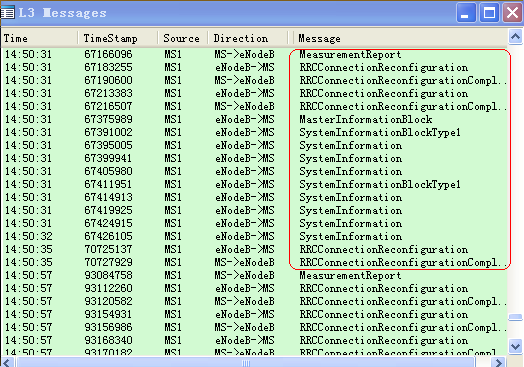 L3 Messages
Time TimeStamp Source Direction Message
14:50:31 67166096 MS1 MS->eNodeB MeasurementReport
14:50:31 67183255 MS1 eNodeB->MS RRCConnectionReconfiguration
14:50:31 67190600 MS1 MS->eNodeB RRCConnectionReconfigurationCompl..
14:50:31 67213383 MS1 eNodeB->MS RRCConnectionReconfiguration
14:50:31 67216507 MS1 MS->eNodeB RRCConnectionReconfigurationCompl..
14:50:31 67375989 MS1 eNodeB->MS MasterInformationBlock
14:50:31 67391002 MS1 eNodeB->MS SystemInformationBlockType1
14:50:31 67395005 MS1 eNodeB->MS SystemInformation
14:50:31 67399941 MS1 eNodeB->MS SystemInformation
14:50:31 67405980 MS1 eNodeB->MS SystemInformation
14:50:31 67411951 MS1 eNodeB->MS SystemInformationBlockType1
14:50:31 67414913 MS1 eNodeB->MS SystemInformation
14:50:31 67419925 MS1 eNodeB->MS SystemInformation
14:50:31 67424915 MS1 eNodeB->MS SystemInformation
14:50:32 67426105 MS1 eNodeB->MS SystemInformation
14:50:35 70725137 MS1 eNodeB->MS RRCConnectionReconfiguration
14:50:35 70727929 MS1 MS->eNodeB RRCConnectionReconfigurationCompl..
14:50:57 93084758 MS1 MS->eNodeB MeasurementReport
14:50:57 93112260 MS1 eNodeB->MS RRCConnectionReconfiguration
14:50:57 93120582 MS1 MS->eNodeB RRCConnectionReconfigurationCompl..
14:50:57 93154931 MS1 eNodeB->MS RRCConnectionReconfiguration
14:50:57 93156986 MS1 MS->eNodeB RRCConnectionReconfigurationCompl..
14:50:57 93168340 MS1 eNodeB->MS RRCConnectionReconfiguration
14:50:57 93170182 MS1 MS->eNodeB RRCConnectionReconfigurationCompl..